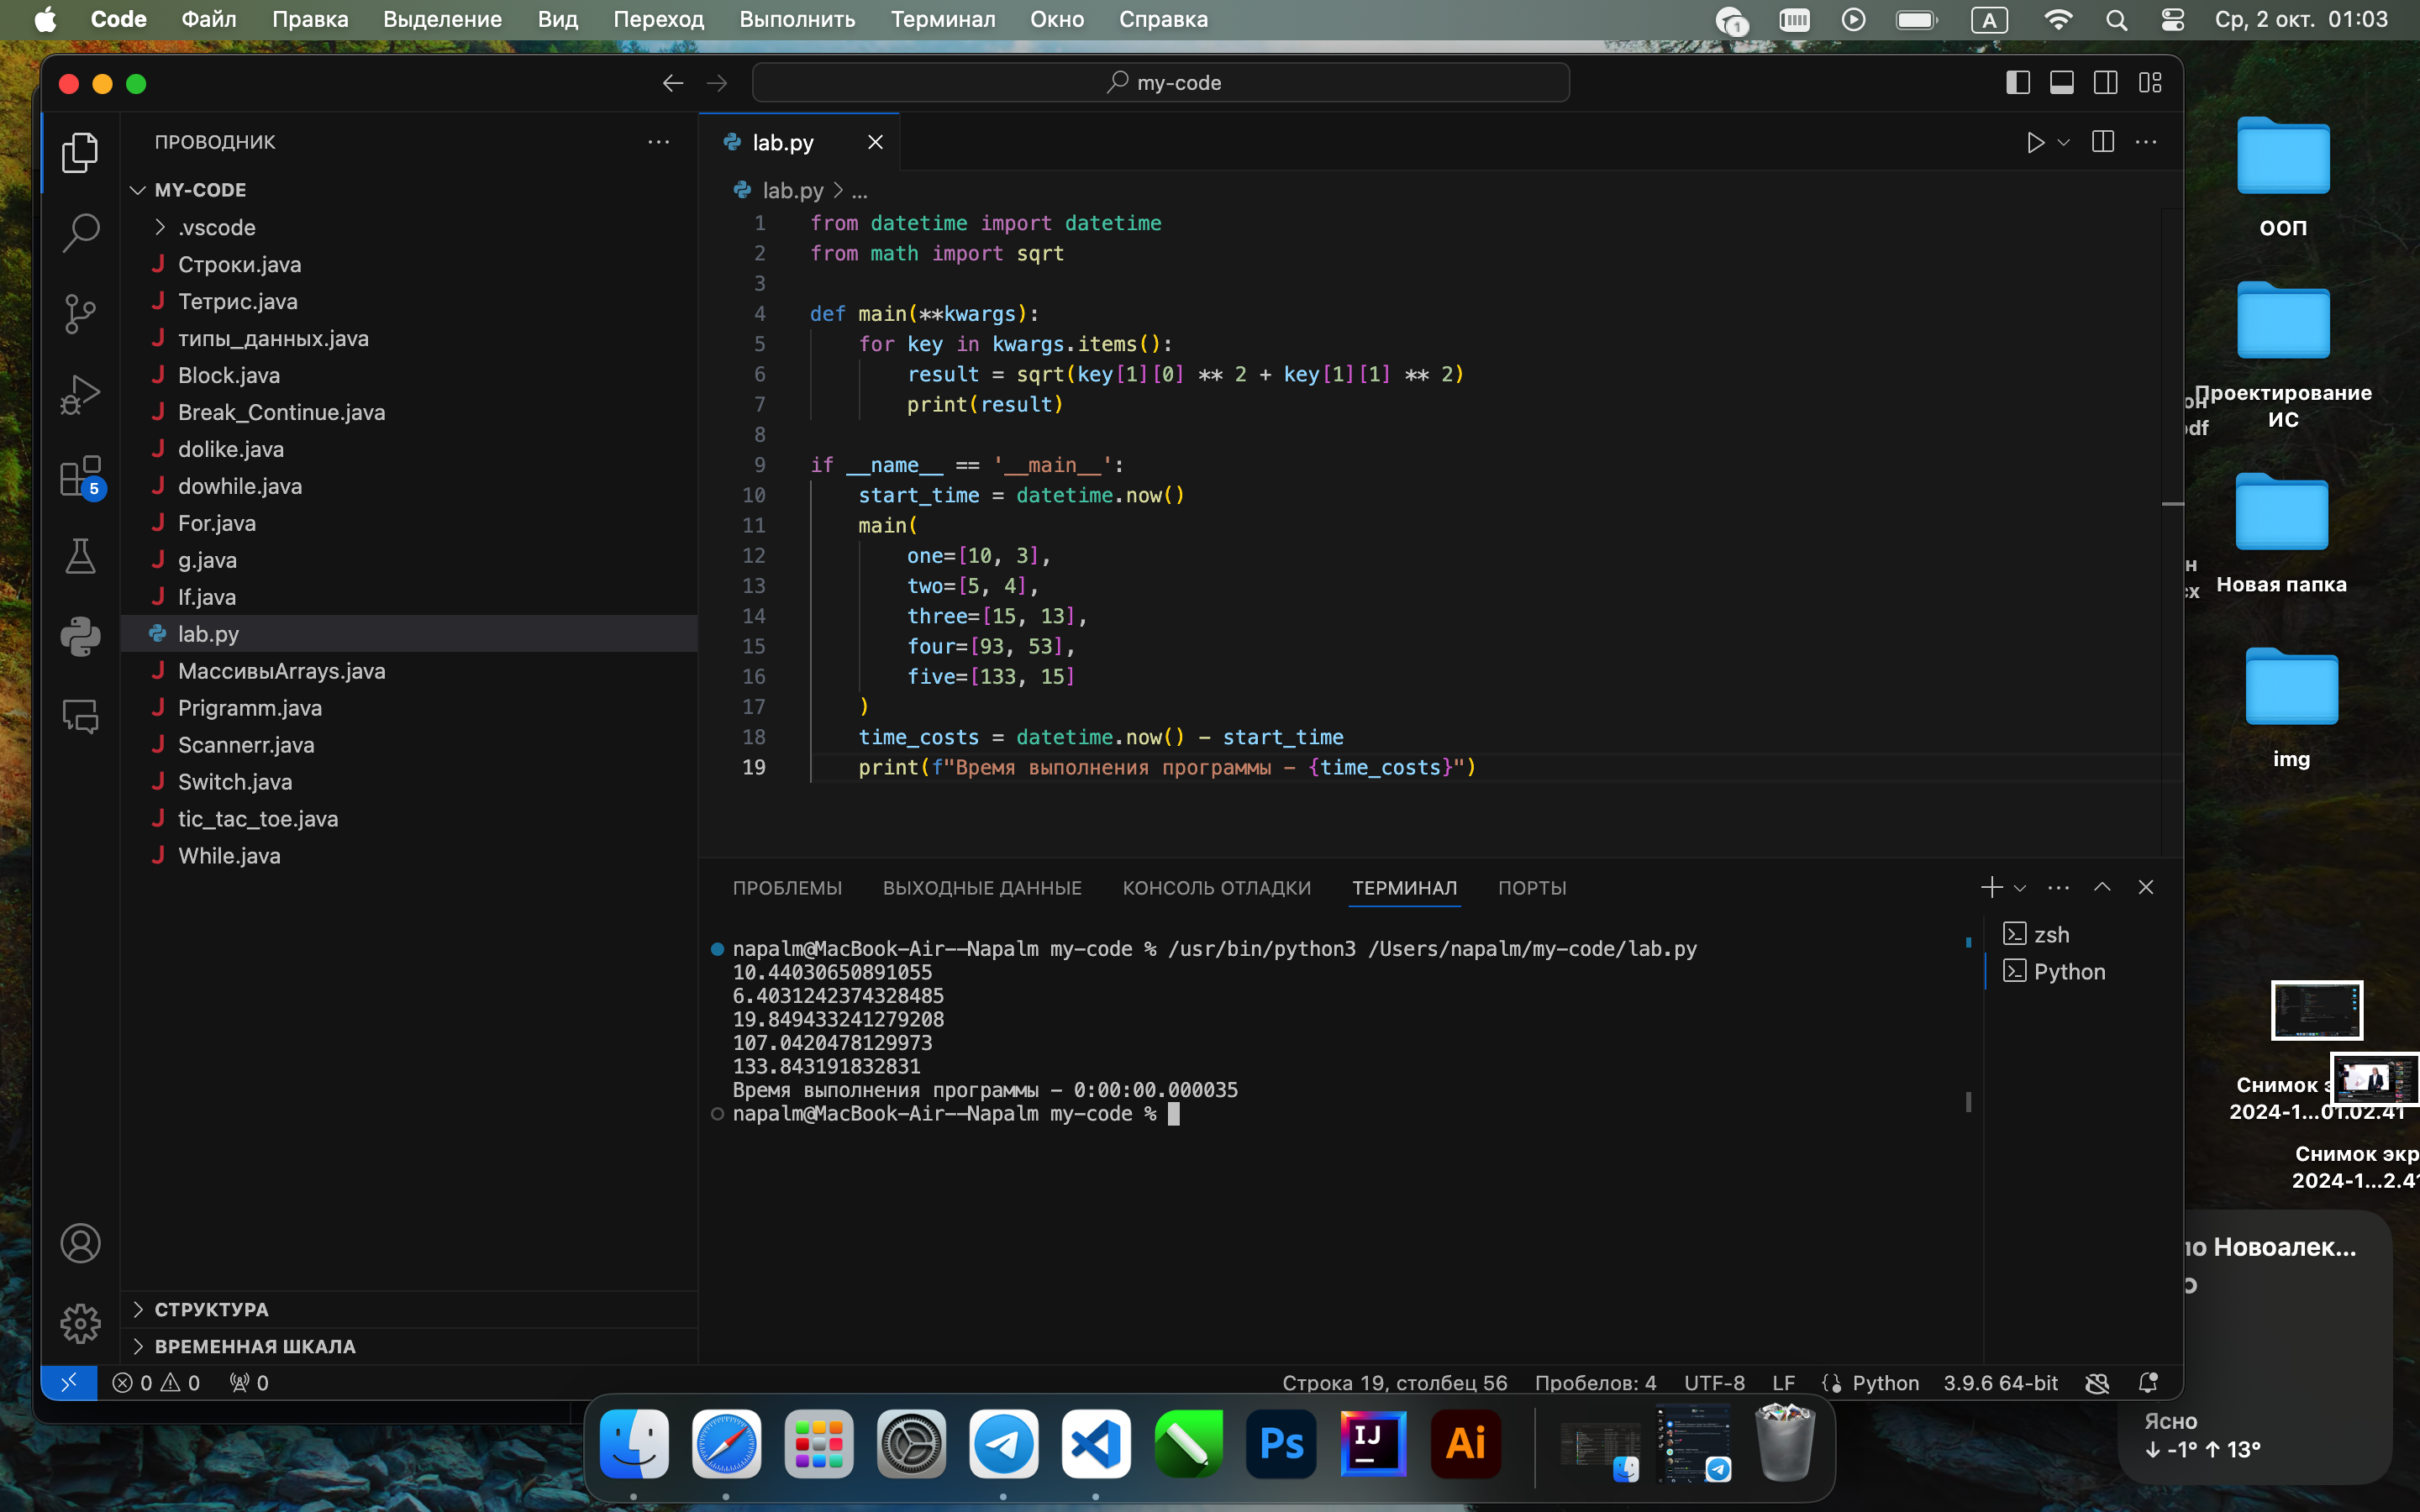 Code Файл Правка Выделение Вид Переход Выполнить Терминал Окно Справка
1 A Ср, 2 окт. 01:03
my-code
ПРОВОДНИК
MY-CODE
.vscode
J Строки.java
J Тетрис.java
J типы_данных.java
J Block.java
J Break_Continue.java
J dolike.java
J dowhile.java
J For.java
J g.java
J If.java
lab.py
J МассивыArrays.java
J Prigramm.java
J Scannerr.java
J Switch.java
J tic_tac_toe.java
J While.java
5
СТРУКТУРА
ВРЕМЕННАЯ ШКАЛА
lab.py
lab.py > ...
1 from datetime import datetime
2 from math import sqrt
3
4 def main(**kwargs):
5 for key in kwargs.items():
6 result = sqrt(key[1][0] ** 2 + key[1][1] ** 2)
7 print(result)
8
9 if __name__ == '__main__':
10 start_time = datetime.now()
11 main(
12 one=[10, 3],
13 two=[5, 4],
14 three=[15, 13],
15 four=[93, 53],
16 five=[133, 15]
17 )
18 time_costs = datetime.now() - start_time
19 print(f"Время выполнения программы - {time_costs}")
ПРОБЛЕМЫ ВЫХОДНЫЕ ДАННЫЕ КОНСОЛЬ ОТЛАДКИ ТЕРМИНАЛ ПОРТЫ
napalm@MacBook-Air--Napalm my-code % /usr/bin/python3 /Users/napalm/my-code/lab.py
10.44030650891055
6.4031242374328485
19.849433241279208
107.0420478129973
133.843191832831
Время выполнения программы - 0:00:00.000035
napalm@MacBook-Air--Napalm my-code %
zsh
Python
0 0 0
Строка 19, столбец 56 Пробелов: 4 UTF-8 LF Python 3.9.6 64-bit
ООП
Проектирование
ИС
Новая папка
img
Снимок
2024-1...01.02.41
Снимок экр
2024-1...2.41
Новоалек...
Ясно
↓ -1° ↑ 13°
Ps
IJ
Ai